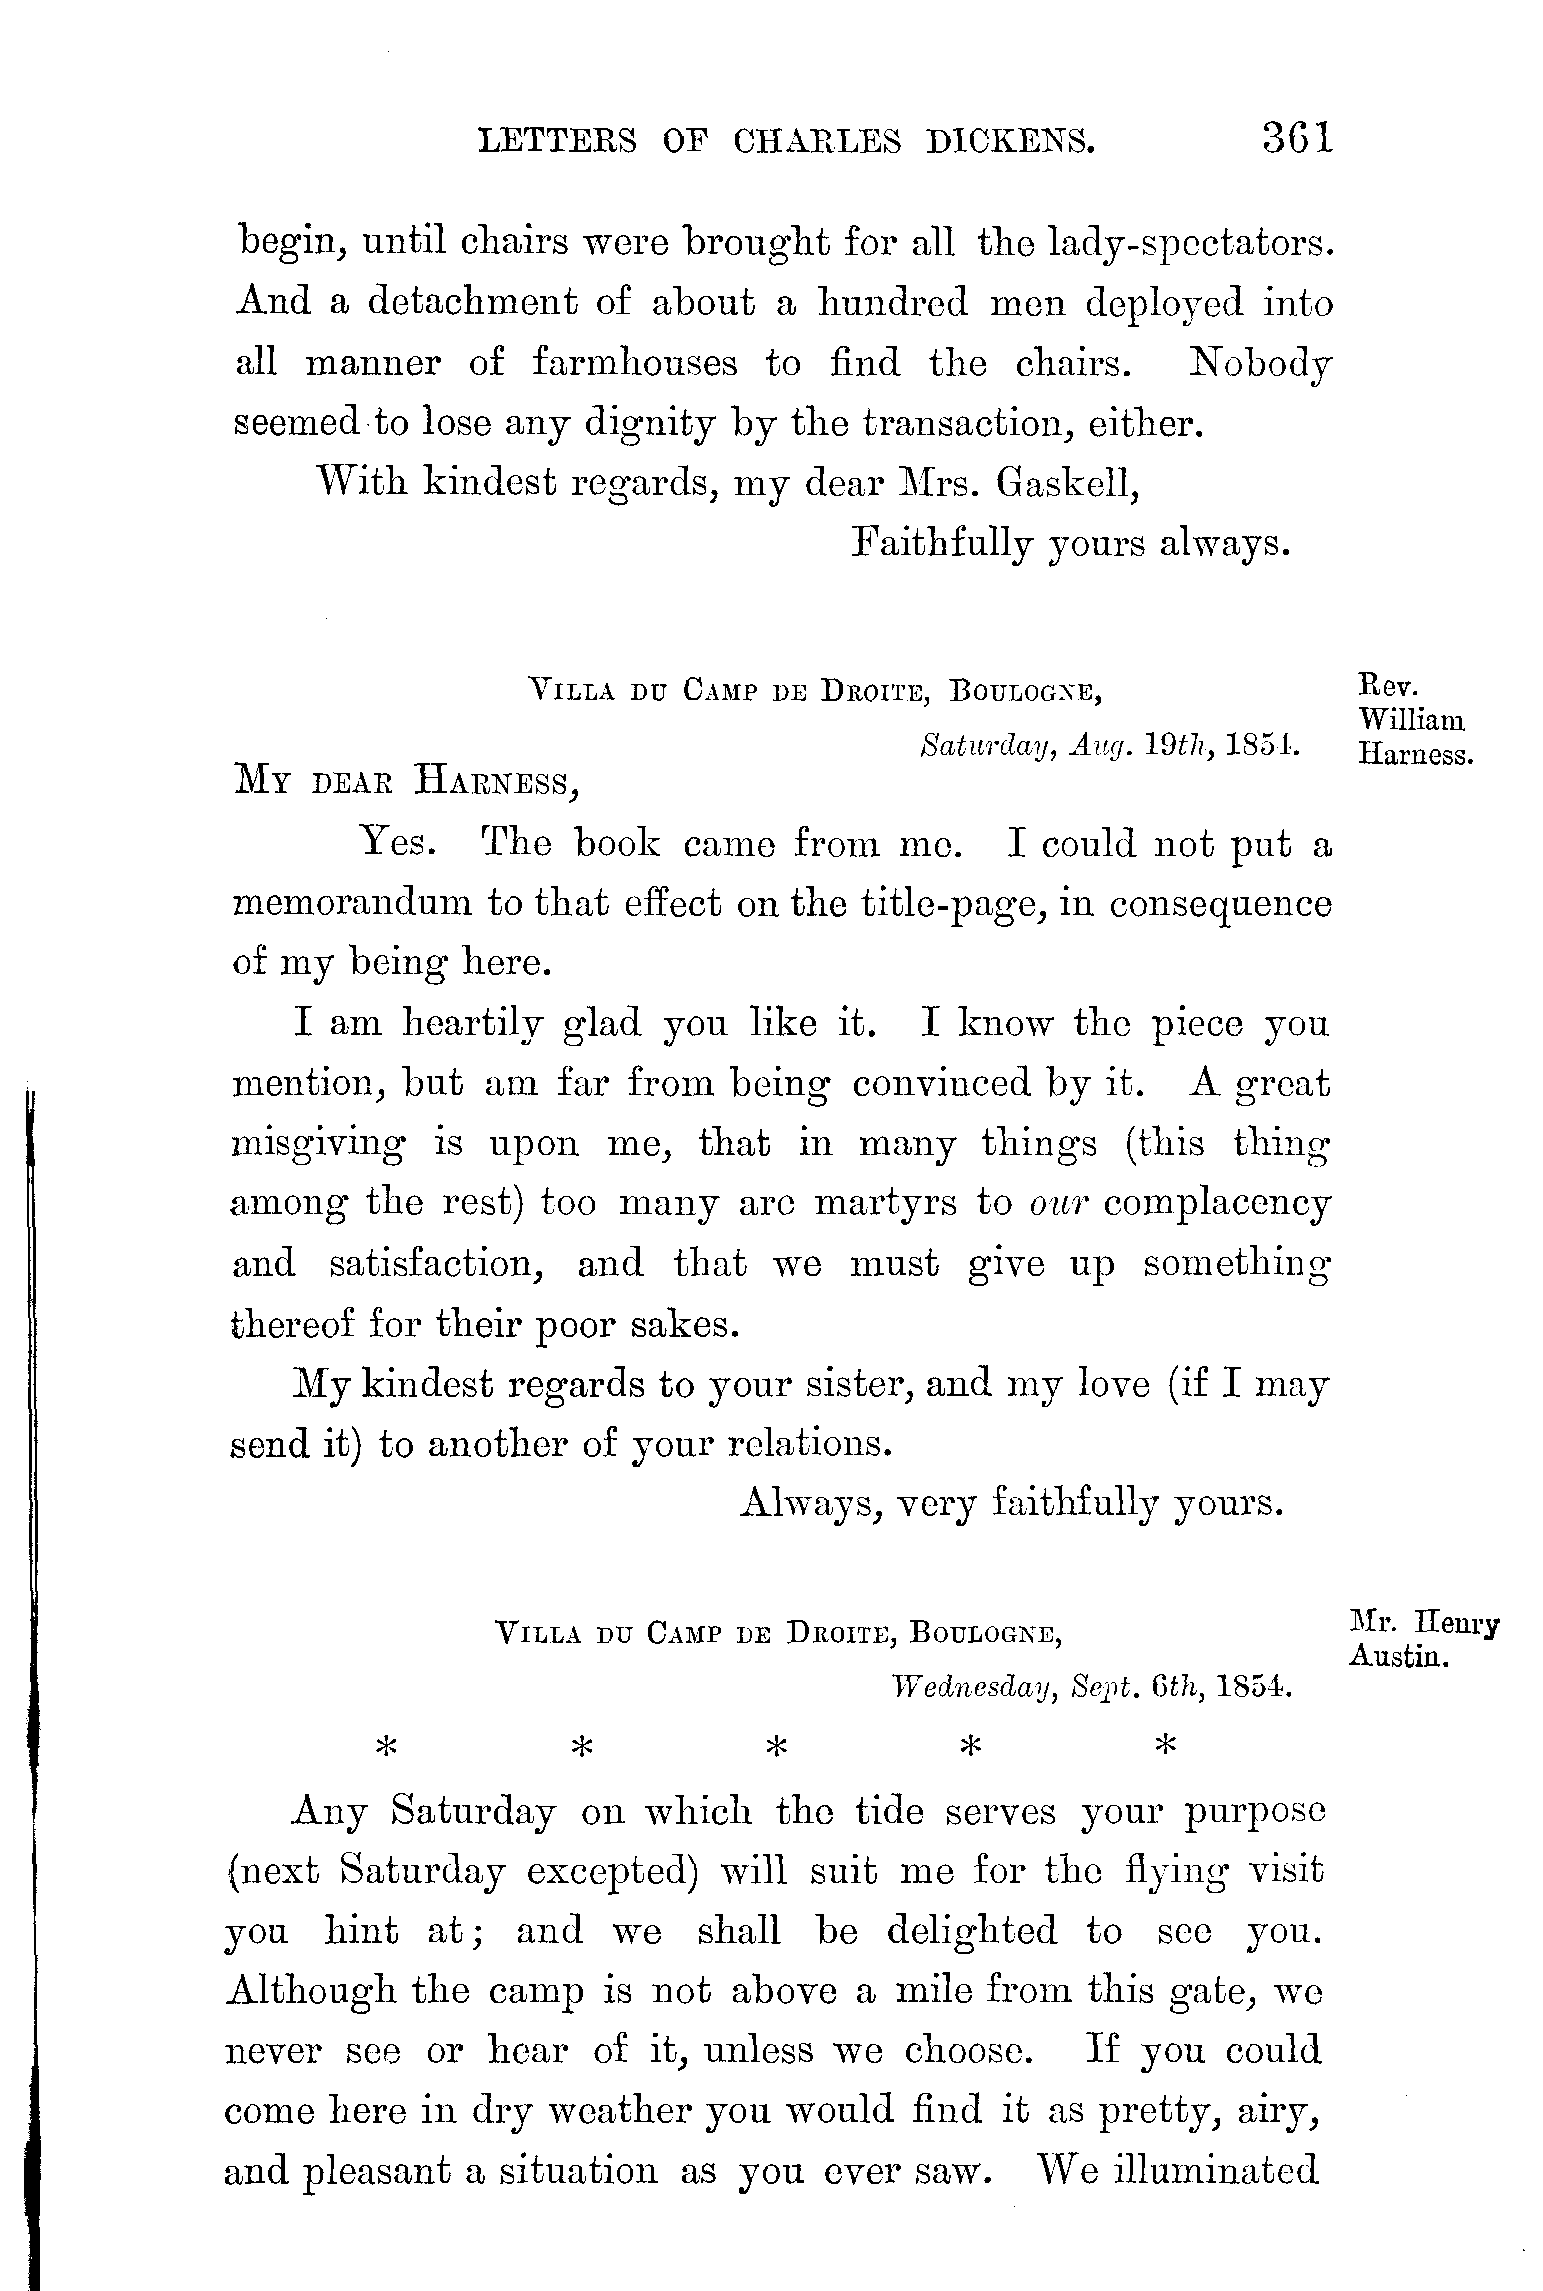 LETTERS OF CHARLES DICKENS. 361
begin, until chairs were brought for all the lady-spectators.
And a detachment of about a hundred men deployed into
all manner of farmhouses to find the chairs. Nobody
seemed to lose any dignity by the transaction, either.
With kindest regards, my dear Mrs. Gaskell,
Faithfully yours always.
VILLA DU CAMP DE DROITE, BOULOGNE,
Saturday, Aug. 19th, 1854.
Rev.
William
Harness.
MY DEAR HARNESS,
Yes. The book came from me. I could not put a
memorandum to that effect on the title-page, in consequence
of my being here.
I am heartily glad you like it. I know the piece you
mention, but am far from being convinced by it. A great
misgiving is upon me, that in many things (this thing
among the rest) too many are martyrs to our complacency
and satisfaction, and that we must give up something
thereof for their poor sakes.
My kindest regards to your sister, and my love (if I may
send it) to another of your relations.
Always, very faithfully yours.
VILLA DU CAMP DE DROITE, BOULOGNE,
Wednesday, Sept. 6th, 1854.
Mr. Henry
Austin.
* * * * *
Any Saturday on which the tide serves your purpose
(next Saturday excepted) will suit me for the flying visit
you hint at; and we shall be delighted to see you.
Although the camp is not above a mile from this gate, we
never see or hear of it, unless we choose. If you could
come here in dry weather you would find it as pretty, airy,
and pleasant a situation as you ever saw. We illuminated